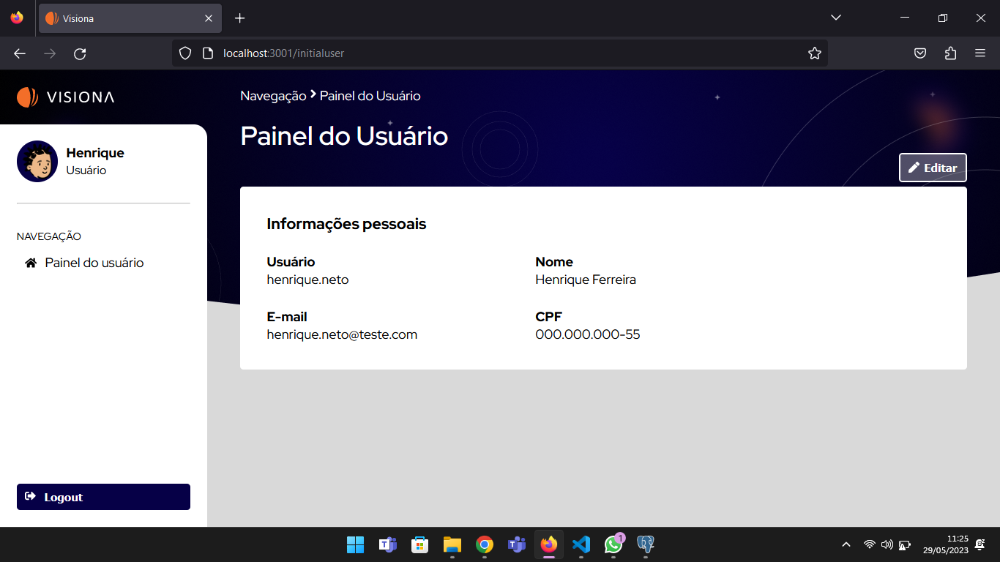 Visiona
localhost:3001/initialuser
VISIONA
Navegação Painel do Usuário
Painel do Usuário
Henrique
Usuário
Editar
NAVEGAÇÃO
Painel do usuário
Informações pessoais
Usuário Nome
henrique.neto Henrique Ferreira
E-mail CPF
henrique.neto@teste.com 000.000.000-55
Logout
1
11:25
29/05/2023